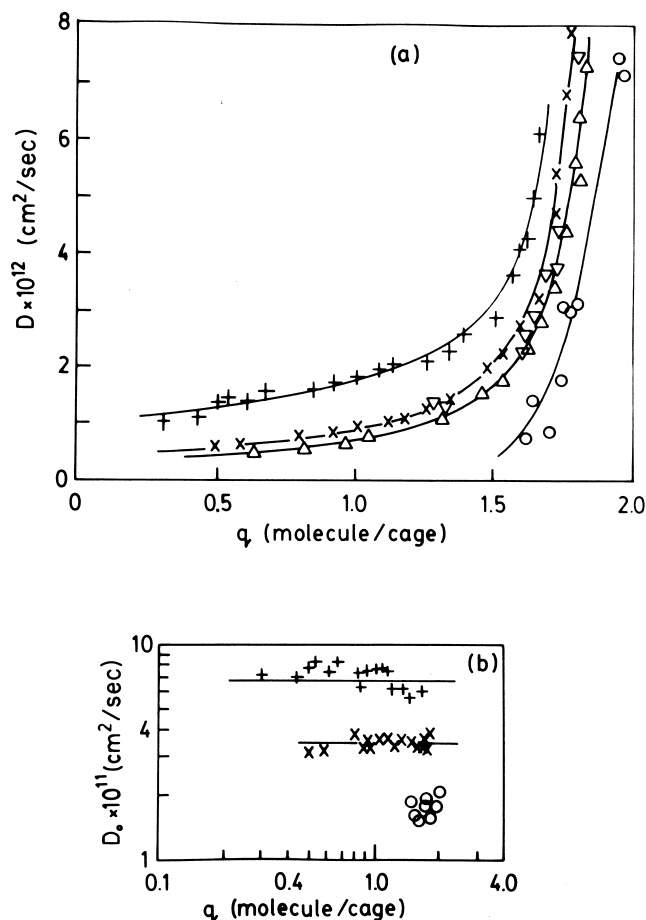 8
(a)
6
4
2
0
D×10¹² (cm²/sec)
0 0.5 1.0 1.5 2.0
q (molecule/cage)
10
(b)
4
1
D₀×10¹¹(cm²/sec)
0.1 0.4 1.0 4.0
q (molecule/cage)